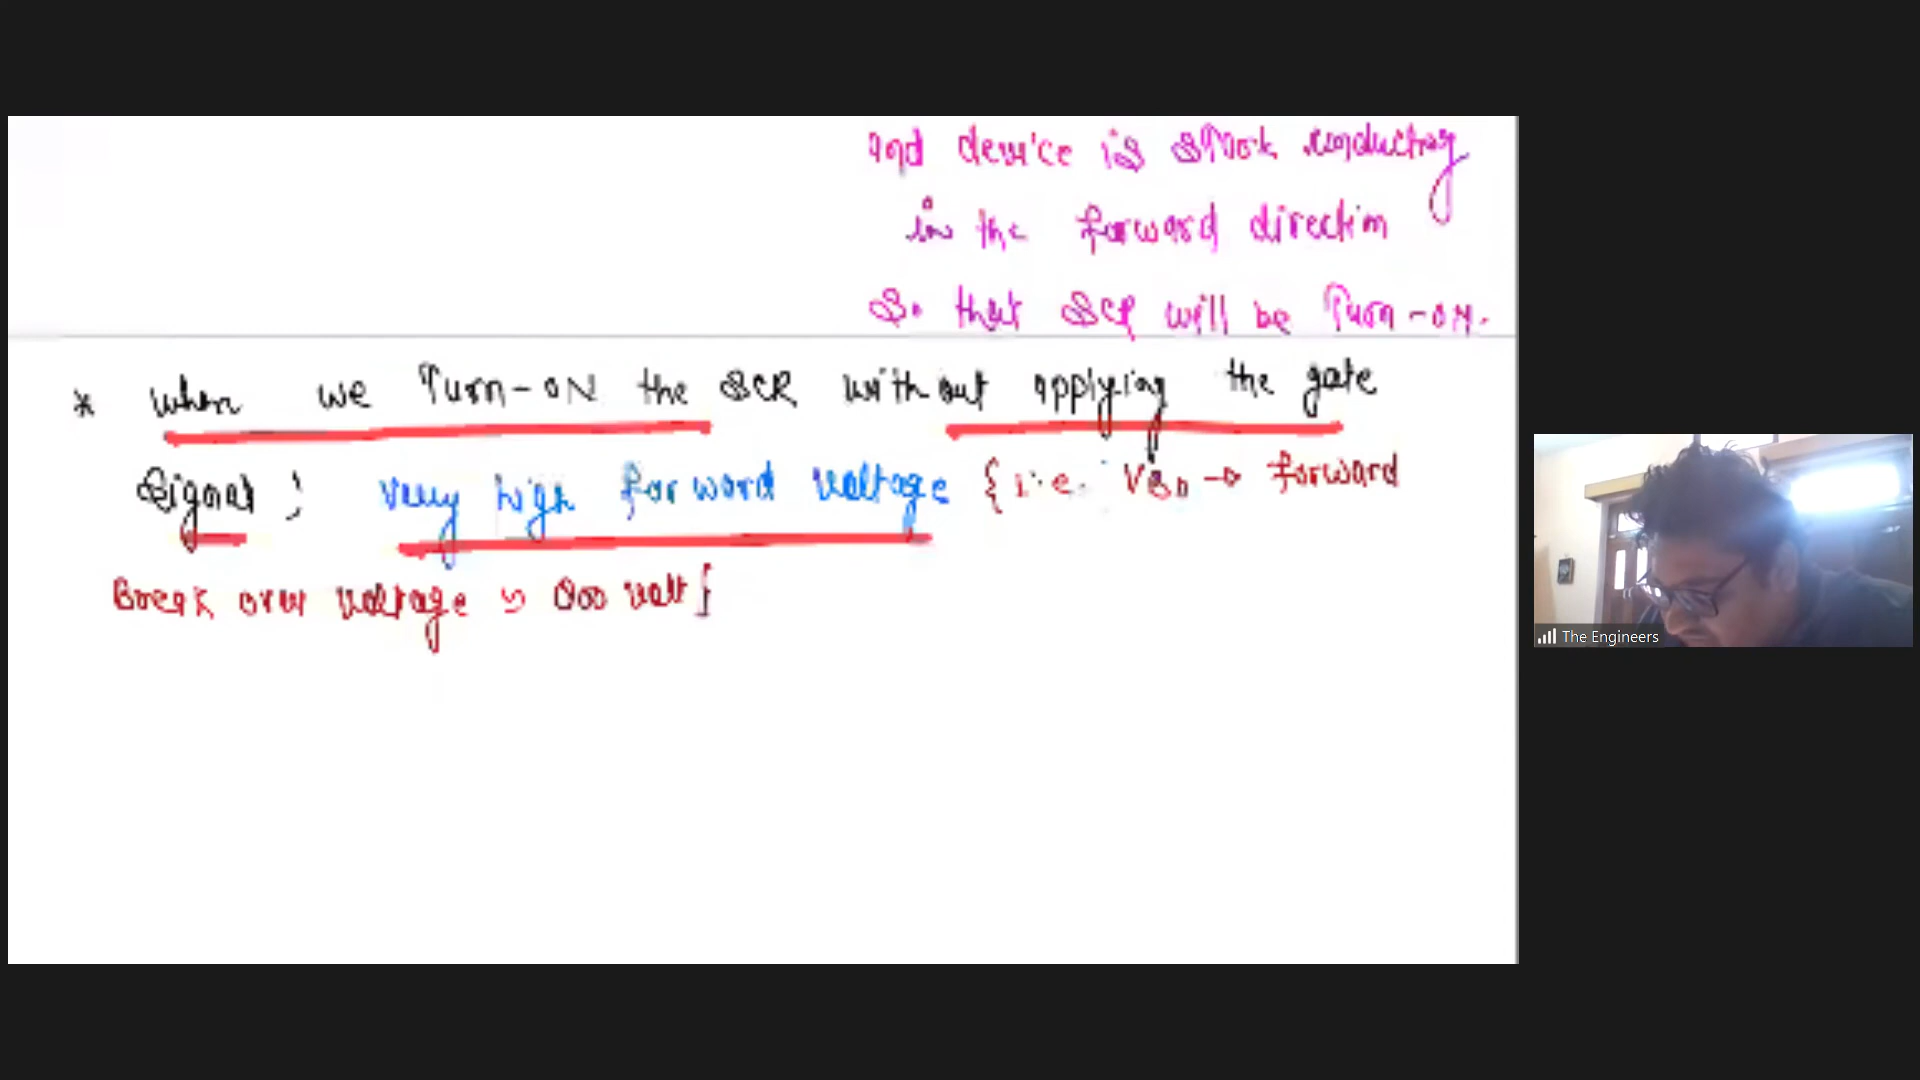 and device is start conducting
in the forward direction
So that SCR will be Turn-ON.
* when we Turn-ON the SCR without applying the gate
Signal ; very high forward voltage {i.e. VBO → forward
Break over voltage volt}
The Engineers